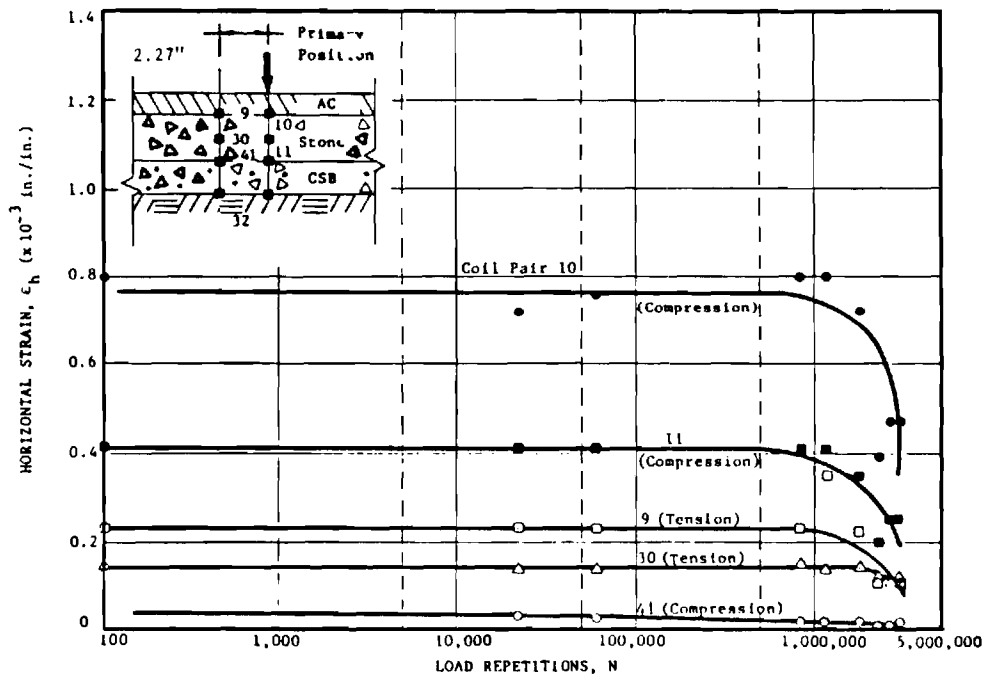 1.4
1.2
1.0
0.8
0.6
0.4
0.2
0
HORIZONTAL STRAIN, εh (x 10-3 in./in.)
2.27"
Position
AC
9
10
30
Stone
41
11
CSB
32
Coil Pair 10
(Compression)
11
(Compression)
9 (Tension)
30 (Tension)
41 (Compression)
100
1,000
10,000
100,000
1,000,000
5,000,000
LOAD REPETITIONS, N